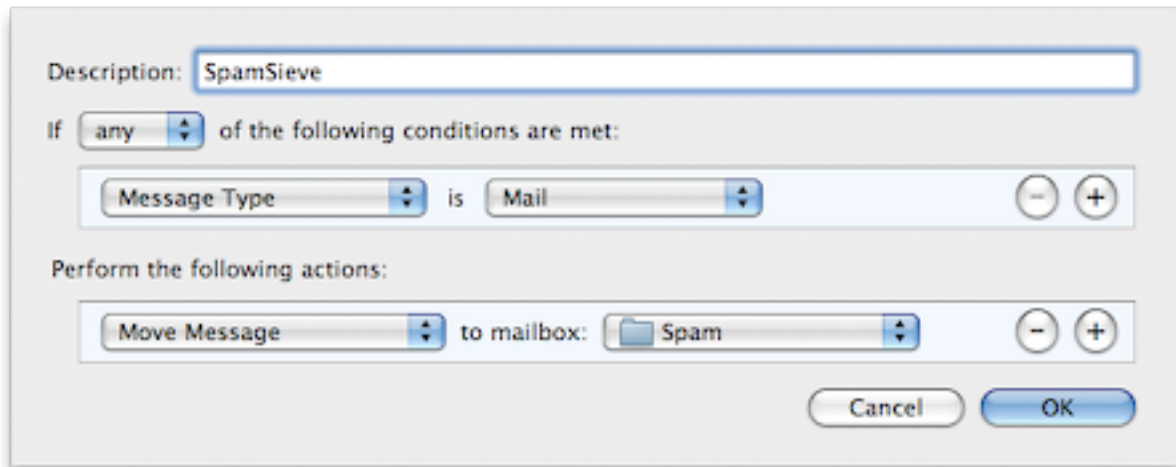 Description: SpamSieve
If any of the following conditions are met:
Message Type is Mail
Perform the following actions:
Move Message to mailbox: Spam
Cancel OK